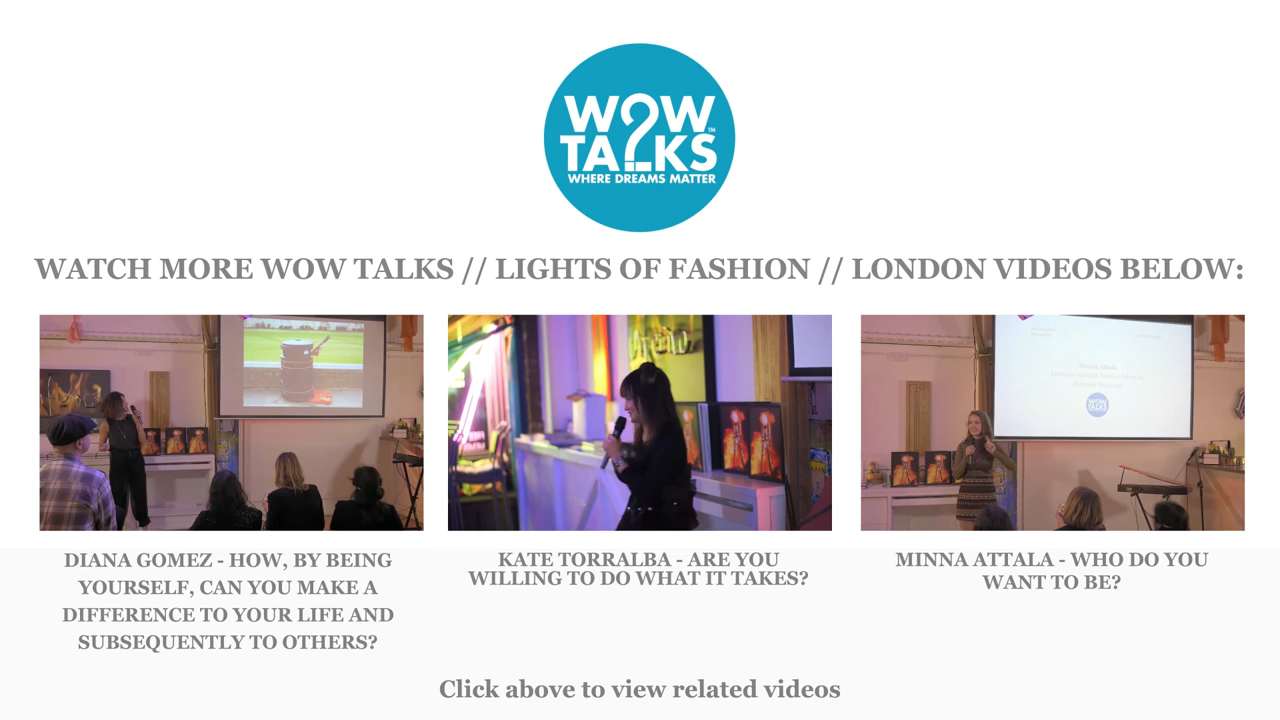 WOW
TALKS
WHERE DREAMS MATTER
WATCH MORE WOW TALKS // LIGHTS OF FASHION // LONDON VIDEOS BELOW:
WOW
TALKS
DIANA GOMEZ - HOW, BY BEING
YOURSELF, CAN YOU MAKE A
DIFFERENCE TO YOUR LIFE AND
SUBSEQUENTLY TO OTHERS?
KATE TORRALBA - ARE YOU
WILLING TO DO WHAT IT TAKES?
MINNA ATTALA - WHO DO YOU
WANT TO BE?
Click above to view related videos